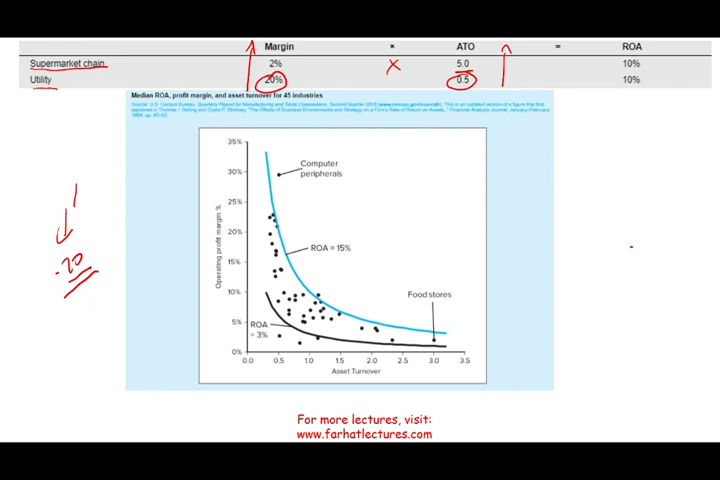 Margin × ATO = ROA
Supermarket chain 2% x 5.0 10%
Utility 20% 0.5 10%
Median ROA, profit margin, and asset turnover for 45 industries
35%
30%
25%
20%
15%
10%
5%
0%
Operating profit margin %
Computer
peripherals
ROA = 15%
Food stores
ROA
= 3%
0.0 0.5 1.0 1.5 2.0 2.5 3.0 3.5
Asset Turnover
1
.20
For more lectures, visit:
www.farhatlectures.com